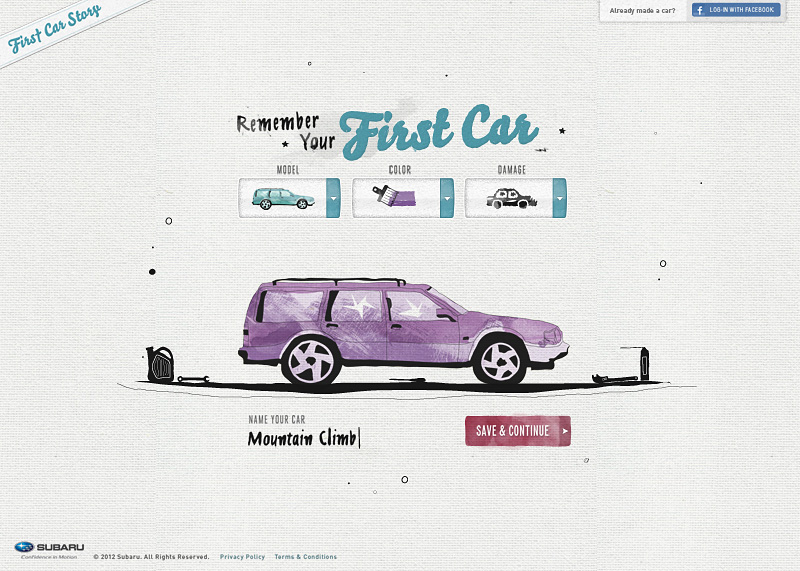 First Car Story
Already made a car?
LOG-IN WITH FACEBOOK
Remember
Your
First Car
MODEL
COLOR
DAMAGE
NAME YOUR CAR
Mountain Climb
SAVE & CONTINUE
SUBARU
Confidence in Motion
© 2012 Subaru. All Rights Reserved. Privacy Policy Terms & Conditions